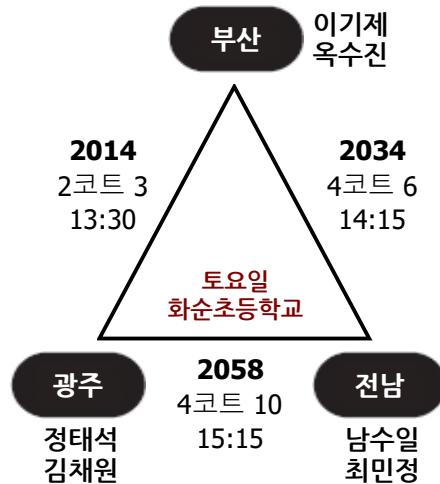 부산
이기제
옥수진
2014
2코트 3
13:30
2034
4코트 6
14:15
토요일
화순초등학교
광주
정태석
김채원
2058
4코트 10
15:15
전남
남수일
최민정